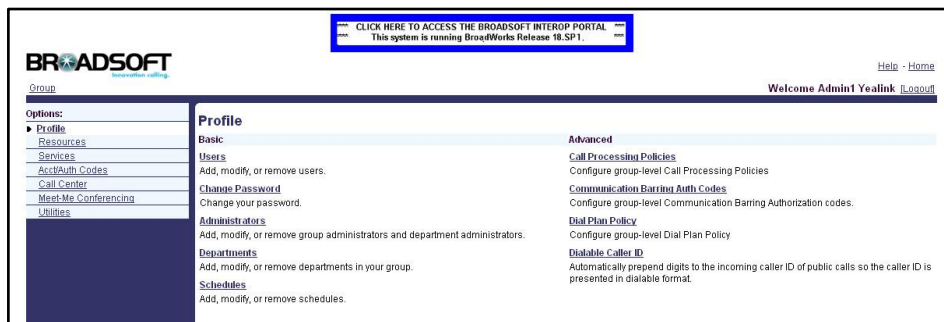 *** CLICK HERE TO ACCESS THE BROADSOFT INTEROP PORTAL ***
*** This system is running BroadWorks Release 18.SP1. ***
BROADSOFT
innovation calling.
Help - Home
Group
Welcome Admin1 Yealink [Logout]
Options:
Profile
Resources
Services
Acct/Auth Codes
Call Center
Meet-Me Conferencing
Utilities
Profile
Basic
Users
Add, modify, or remove users.
Change Password
Change your password.
Administrators
Add, modify, or remove group administrators and department administrators.
Departments
Add, modify, or remove departments in your group.
Schedules
Add, modify, or remove schedules.
Advanced
Call Processing Policies
Configure group-level Call Processing Policies
Communication Barring Auth Codes
Configure group-level Communication Barring Authorization codes.
Dial Plan Policy
Configure group-level Dial Plan Policy
Dialable Caller ID
Automatically prepend digits to the incoming caller ID of public calls so the caller ID is
presented in dialable format.